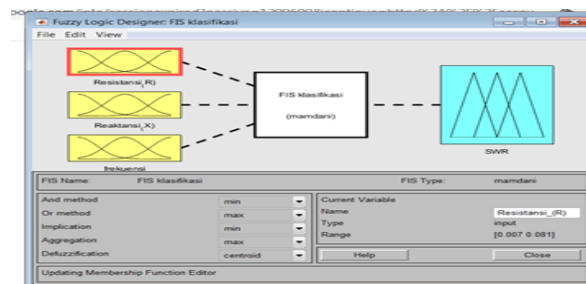 Fuzzy Logic Designer: FIS klasifikasi
File Edit View
Resistansi_(R)
Reaktansi_(X)
frekuensi
FIS klasifikasi
(mamdani)
SWR
FIS Name: FIS klasifikasi FIS Type: mamdani
And method min
Or method max
Implication min
Aggregation max
Defuzzification centroid
Current Variable
Name Resistansi_(R)
Type input
Range [0.007 0.081]
Help Close
Updating Membership Function Editor